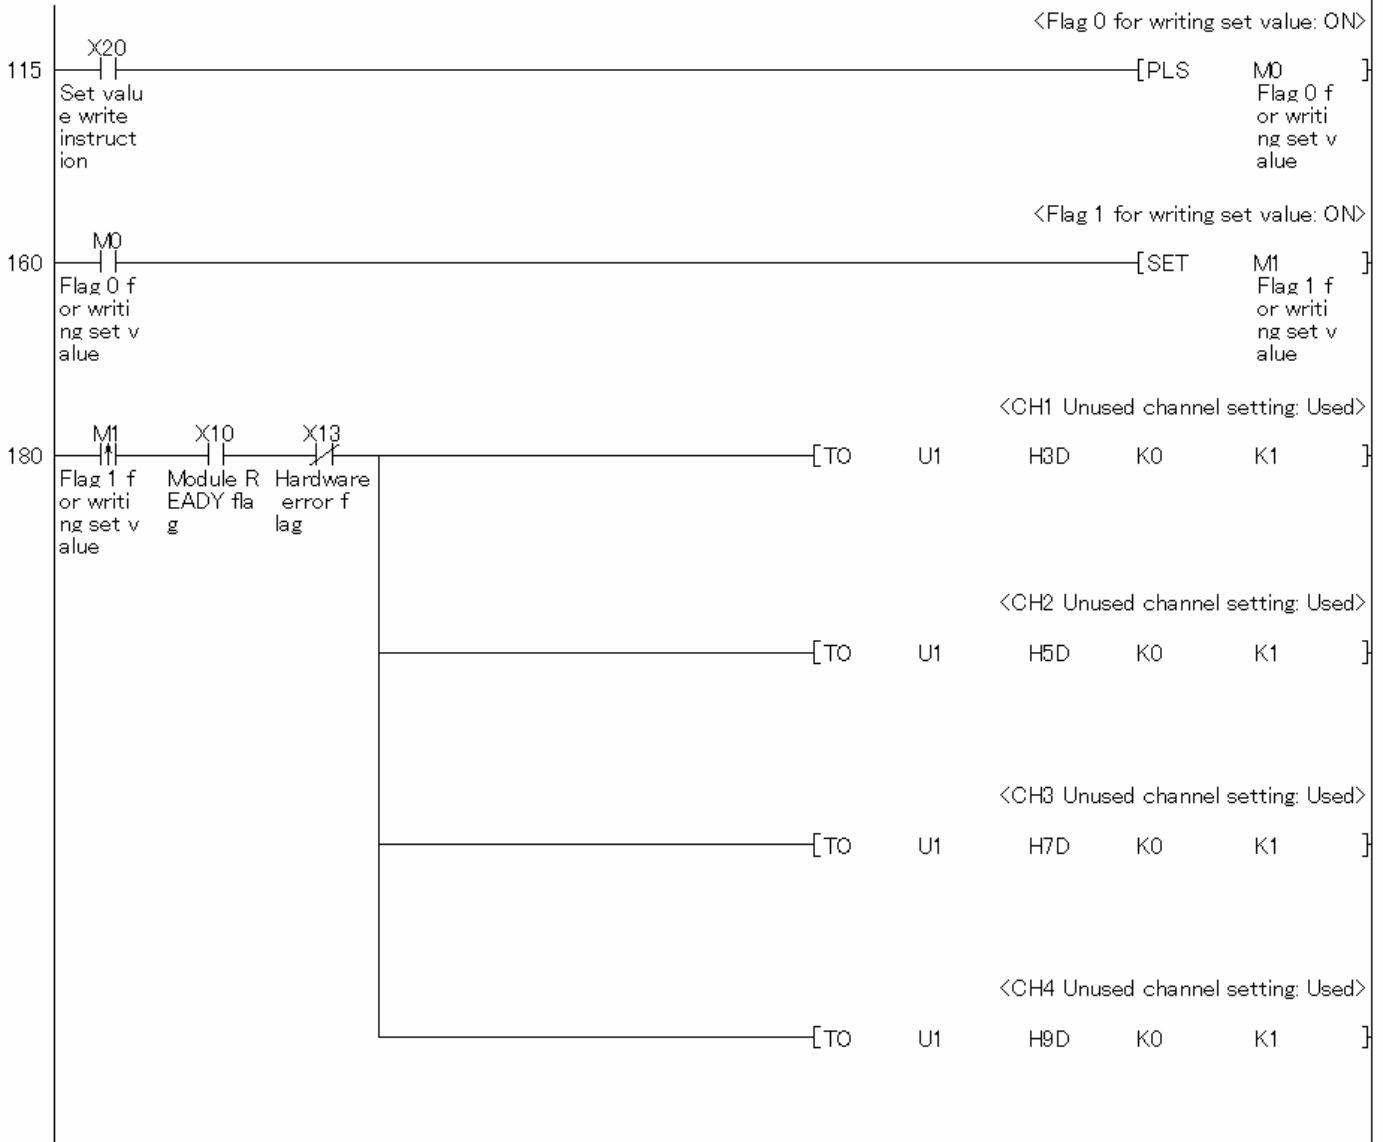 <Flag 0 for writing set value: ON>
X20
115 [PLS M0 ]
Set valu
e write
instruct
ion
Flag 0 f
or writi
ng set v
alue
<Flag 1 for writing set value: ON>
M0
160 [SET M1 ]
Flag 0 f
or writi
ng set v
alue
Flag 1 f
or writi
ng set v
alue
<CH1 Unused channel setting: Used>
M1 X10 X13
180 [TO U1 H3D K0 K1 ]
Flag 1 f
or writi
ng set v
alue
Module R
EADY fla
g
Hardware
error f
lag
<CH2 Unused channel setting: Used>
[TO U1 H5D K0 K1 ]
<CH3 Unused channel setting: Used>
[TO U1 H7D K0 K1 ]
<CH4 Unused channel setting: Used>
[TO U1 H9D K0 K1 ]